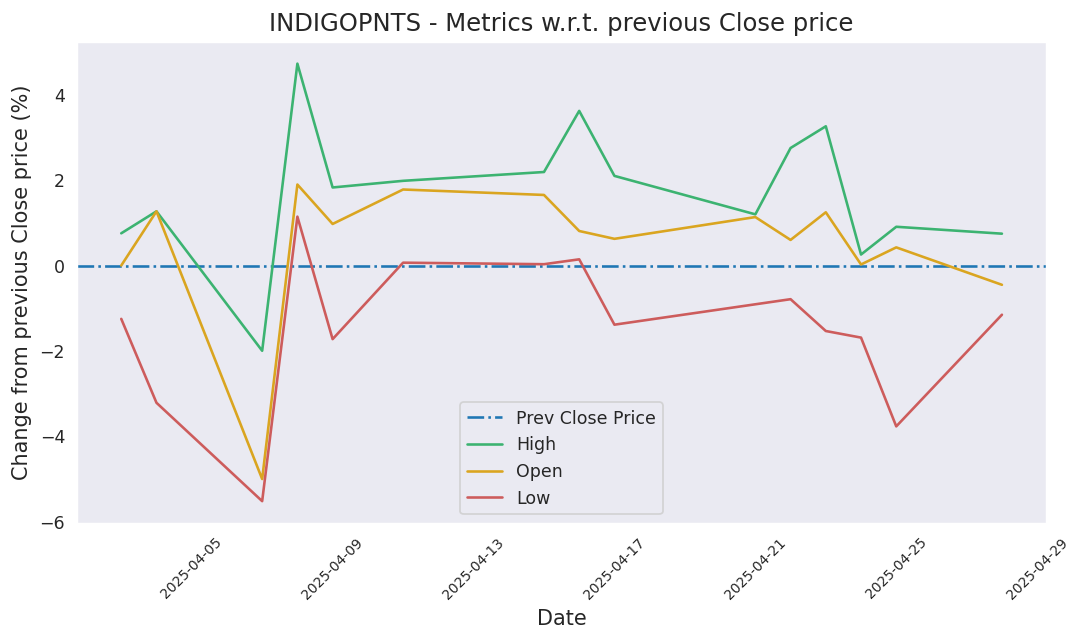 INDIGOPNTS - Metrics w.r.t. previous Close price
Change from previous Close price (%)
4
2
0
−2
−4
−6
Prev Close Price
High
Open
Low
2025-04-05
2025-04-09
2025-04-13
2025-04-17
2025-04-21
2025-04-25
2025-04-29
Date